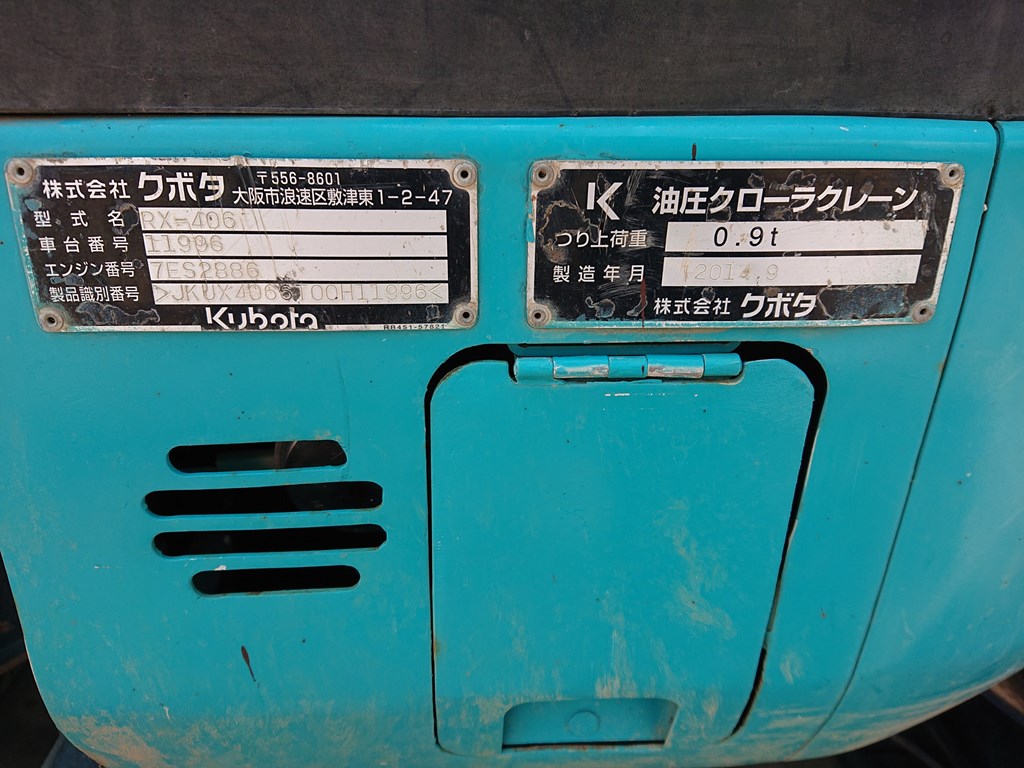 株式会社 クボタ 〒556-8601
大阪市浪速区敷津東1-2-47
型式名 RX-406
車台番号 11996
エンジン番号 7ES2886
製品識別番号
Kubota RB451-57821
K 油圧クローラクレーン
つり上荷重 0.9t
製造年月 2014.9
株式会社 クボタ